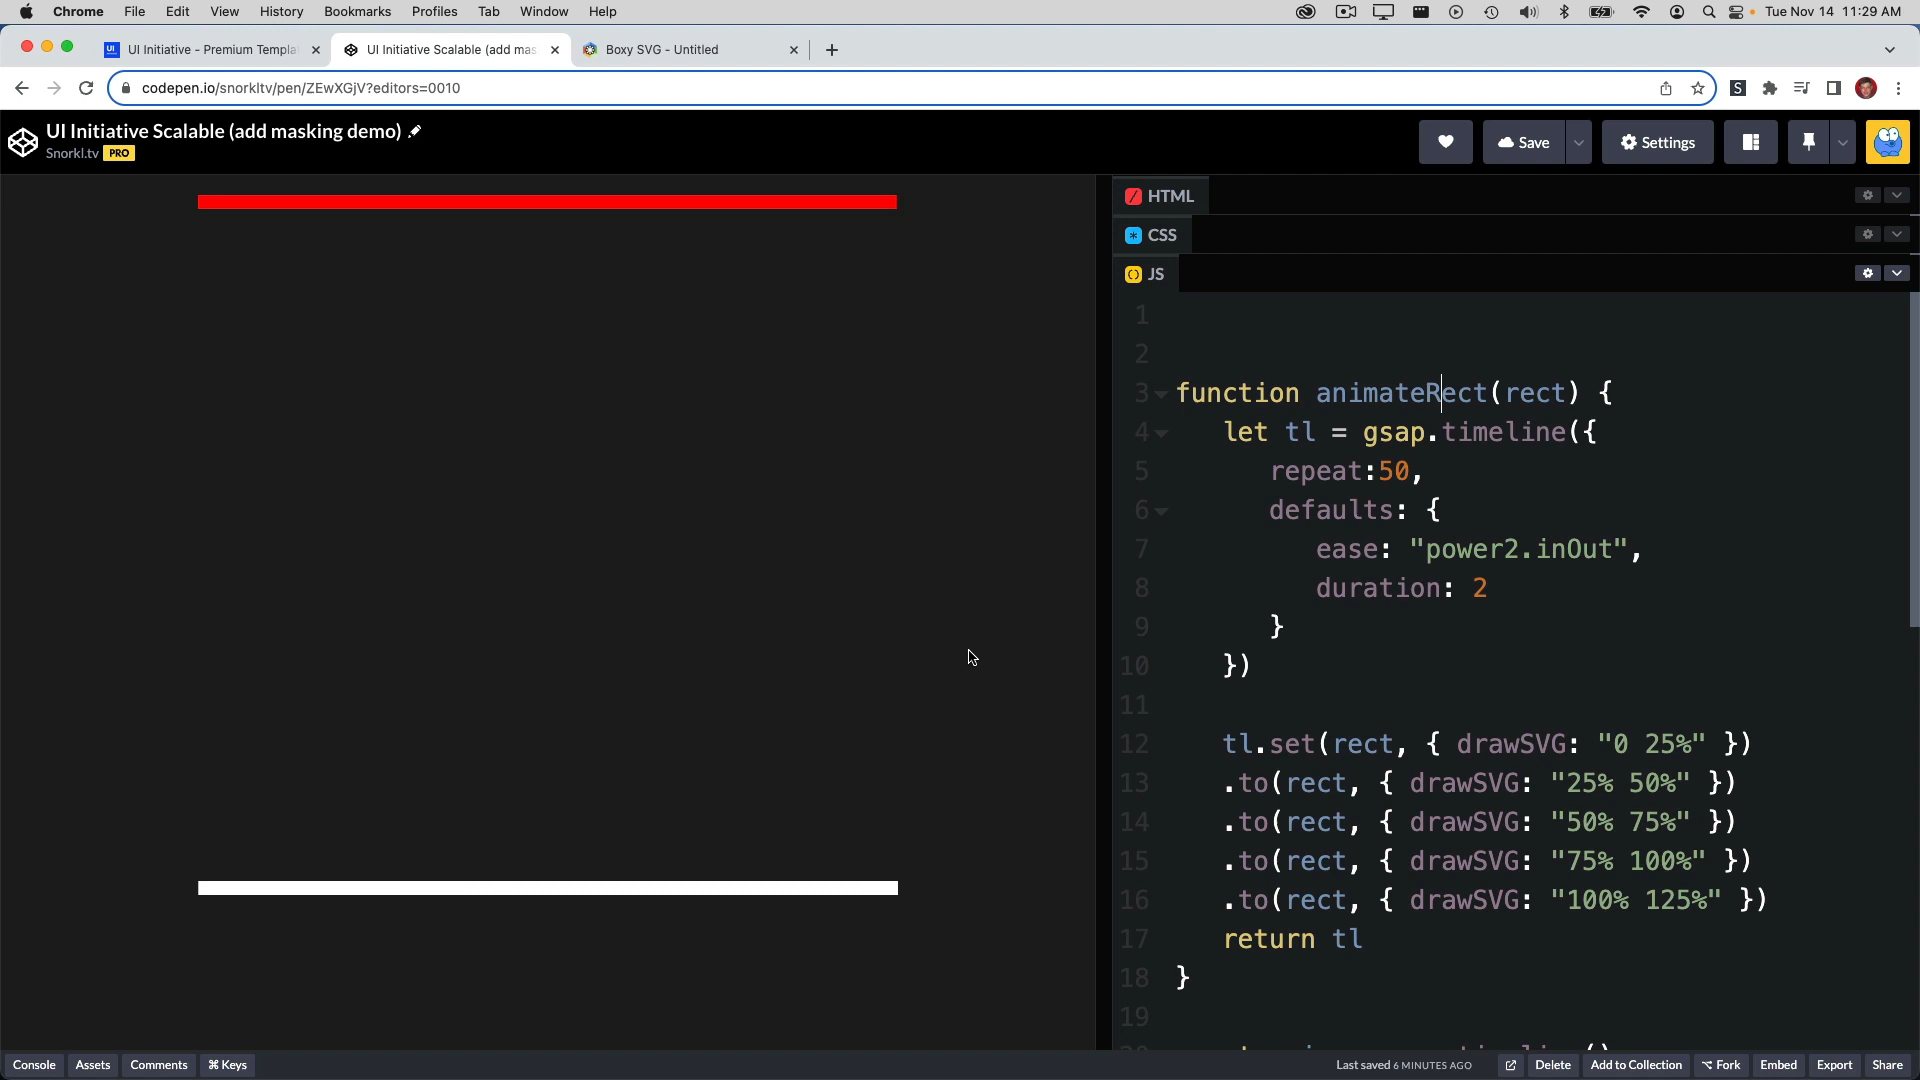 Chrome File Edit View History Bookmarks Profiles Tab Window Help Tue Nov 14 11:29 AM
UI Initiative - Premium Templa UI Initiative Scalable (add mas Boxy SVG - Untitled
codepen.io/snorkltv/pen/ZEwXGjV?editors=0010
UI Initiative Scalable (add masking demo)
Snorkl.tv PRO
Save Settings
HTML
CSS
JS
1
2
3 function animateRect(rect) {
4 let tl = gsap.timeline({
5 repeat:50,
6 defaults: {
7 ease: "power2.inOut",
8 duration: 2
9 }
10 })
11
12 tl.set(rect, { drawSVG: "0 25%" })
13 .to(rect, { drawSVG: "25% 50%" })
14 .to(rect, { drawSVG: "50% 75%" })
15 .to(rect, { drawSVG: "75% 100%" })
16 .to(rect, { drawSVG: "100% 125%" })
17 return tl
18 }
19
Console Assets Comments ⌘ Keys Last saved 6 MINUTES AGO Delete Add to Collection Fork Embed Export Share